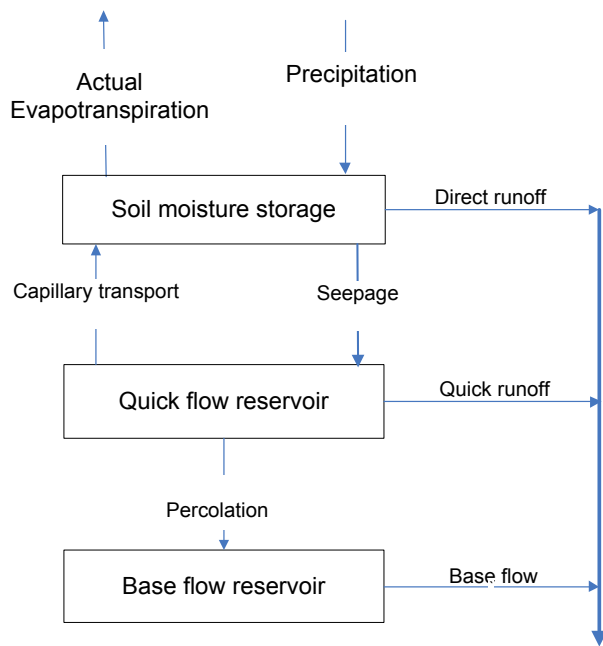 Actual
Evapotranspiration
Precipitation
Soil moisture storage
Direct runoff
Capillary transport
Seepage
Quick flow reservoir
Quick runoff
Percolation
Base flow reservoir
Base flow